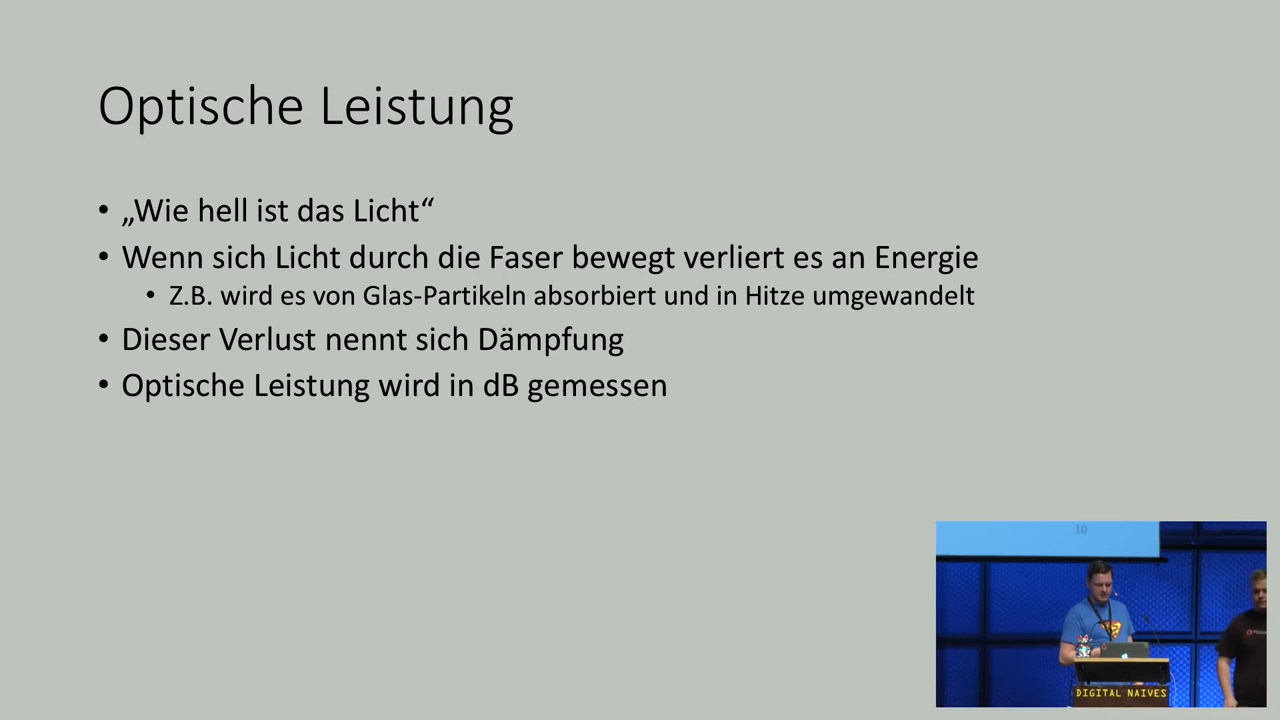 Optische Leistung
• „Wie hell ist das Licht“
• Wenn sich Licht durch die Faser bewegt verliert es an Energie
• Z.B. wird es von Glas-Partikeln absorbiert und in Hitze umgewandelt
• Dieser Verlust nennt sich Dämpfung
• Optische Leistung wird in dB gemessen
10
DIGITAL NAIVES